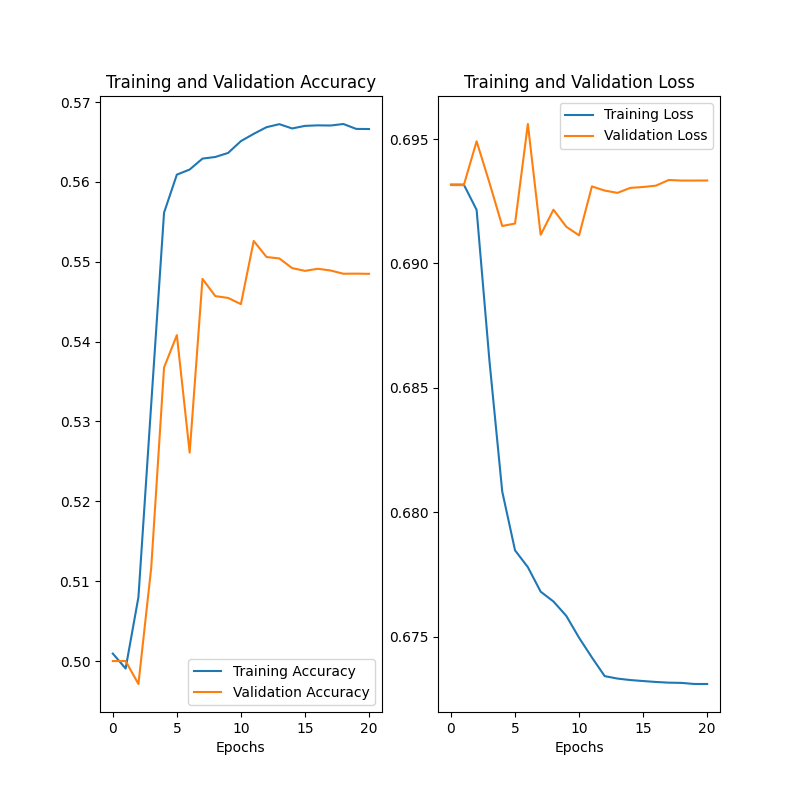 Training and Validation Accuracy
0.57
0.56
0.55
0.54
0.53
0.52
0.51
0.50
Training Accuracy
Validation Accuracy
0 5 10 15 20
Epochs
Training and Validation Loss
Training Loss
Validation Loss
0.695
0.690
0.685
0.680
0.675
0 5 10 15 20
Epochs